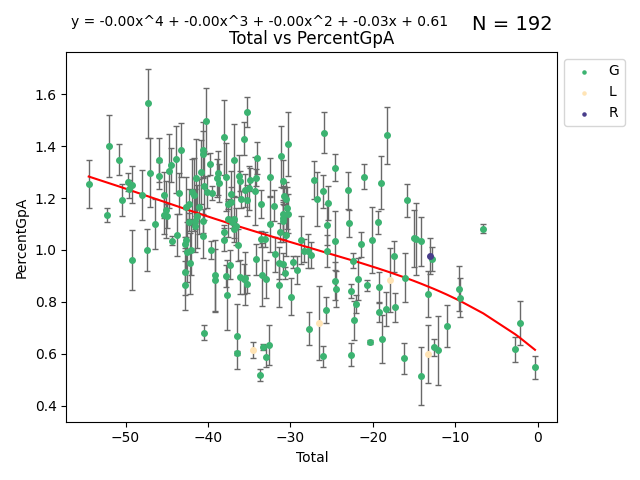 y = -0.00x^4 + -0.00x^3 + -0.00x^2 + -0.03x + 0.61
N = 192
Total vs PercentGpA
G
L
R
PercentGpA
1.6
1.4
1.2
1.0
0.8
0.6
0.4
−50
−40
−30
−20
−10
0
Total